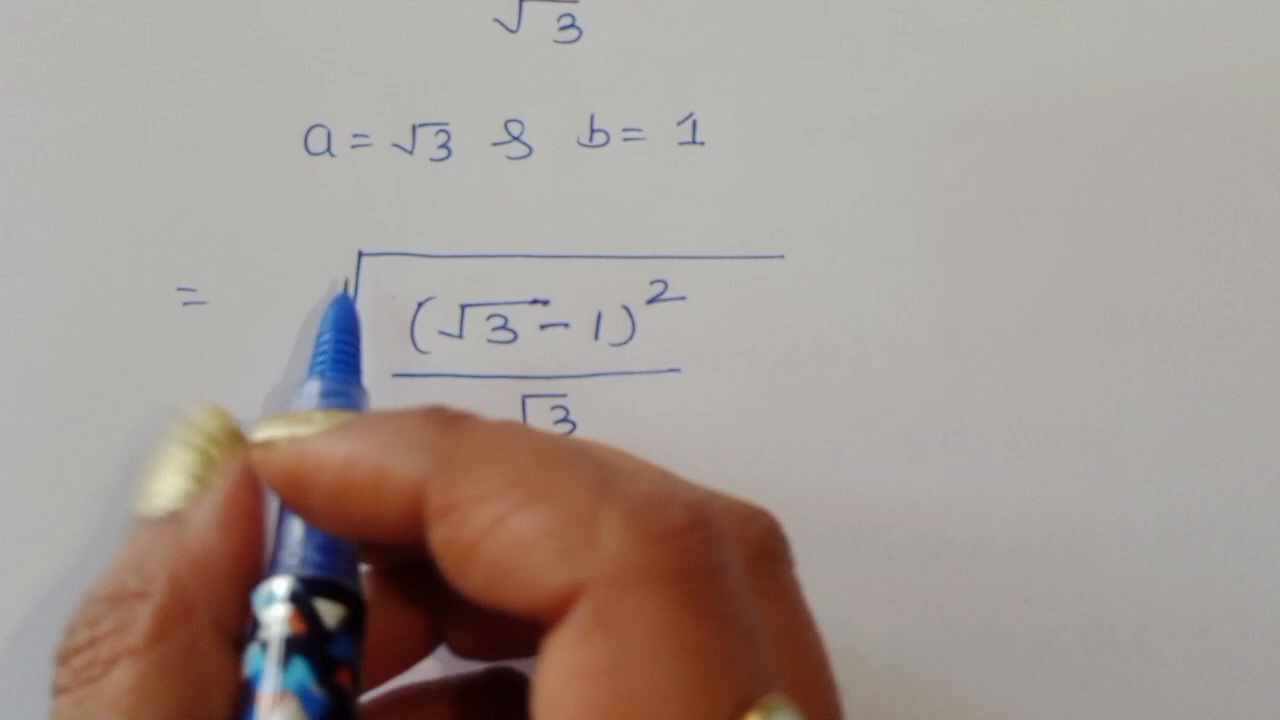 √3
a = √3 & b = 1
= √((√3 - 1)²/√3)